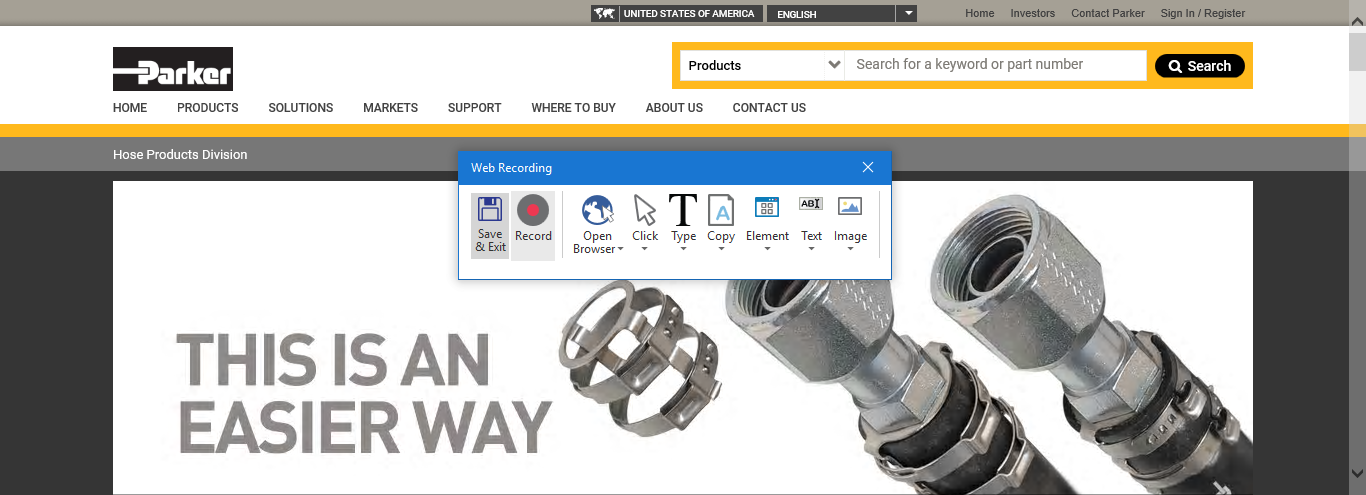 UNITED STATES OF AMERICA
ENGLISH
Home Investors Contact Parker Sign In / Register
Parker
Products
Search for a keyword or part number
Search
HOME PRODUCTS SOLUTIONS MARKETS SUPPORT WHERE TO BUY ABOUT US CONTACT US
Hose Products Division
Web Recording
Save & Exit
Record
Open Browser
Click
Type
Copy
Element
Text
Image
T
A
AB
THIS IS AN
EASIER WAY